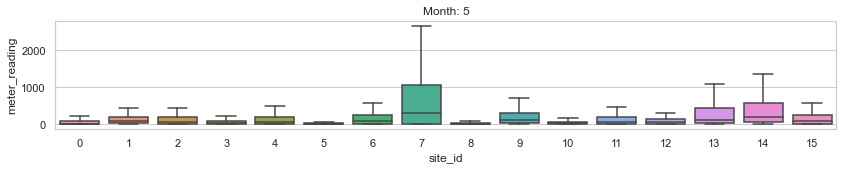 Month: 5
meter_reading
2000
1000
0
0 1 2 3 4 5 6 7 8 9 10 11 12 13 14 15
site_id